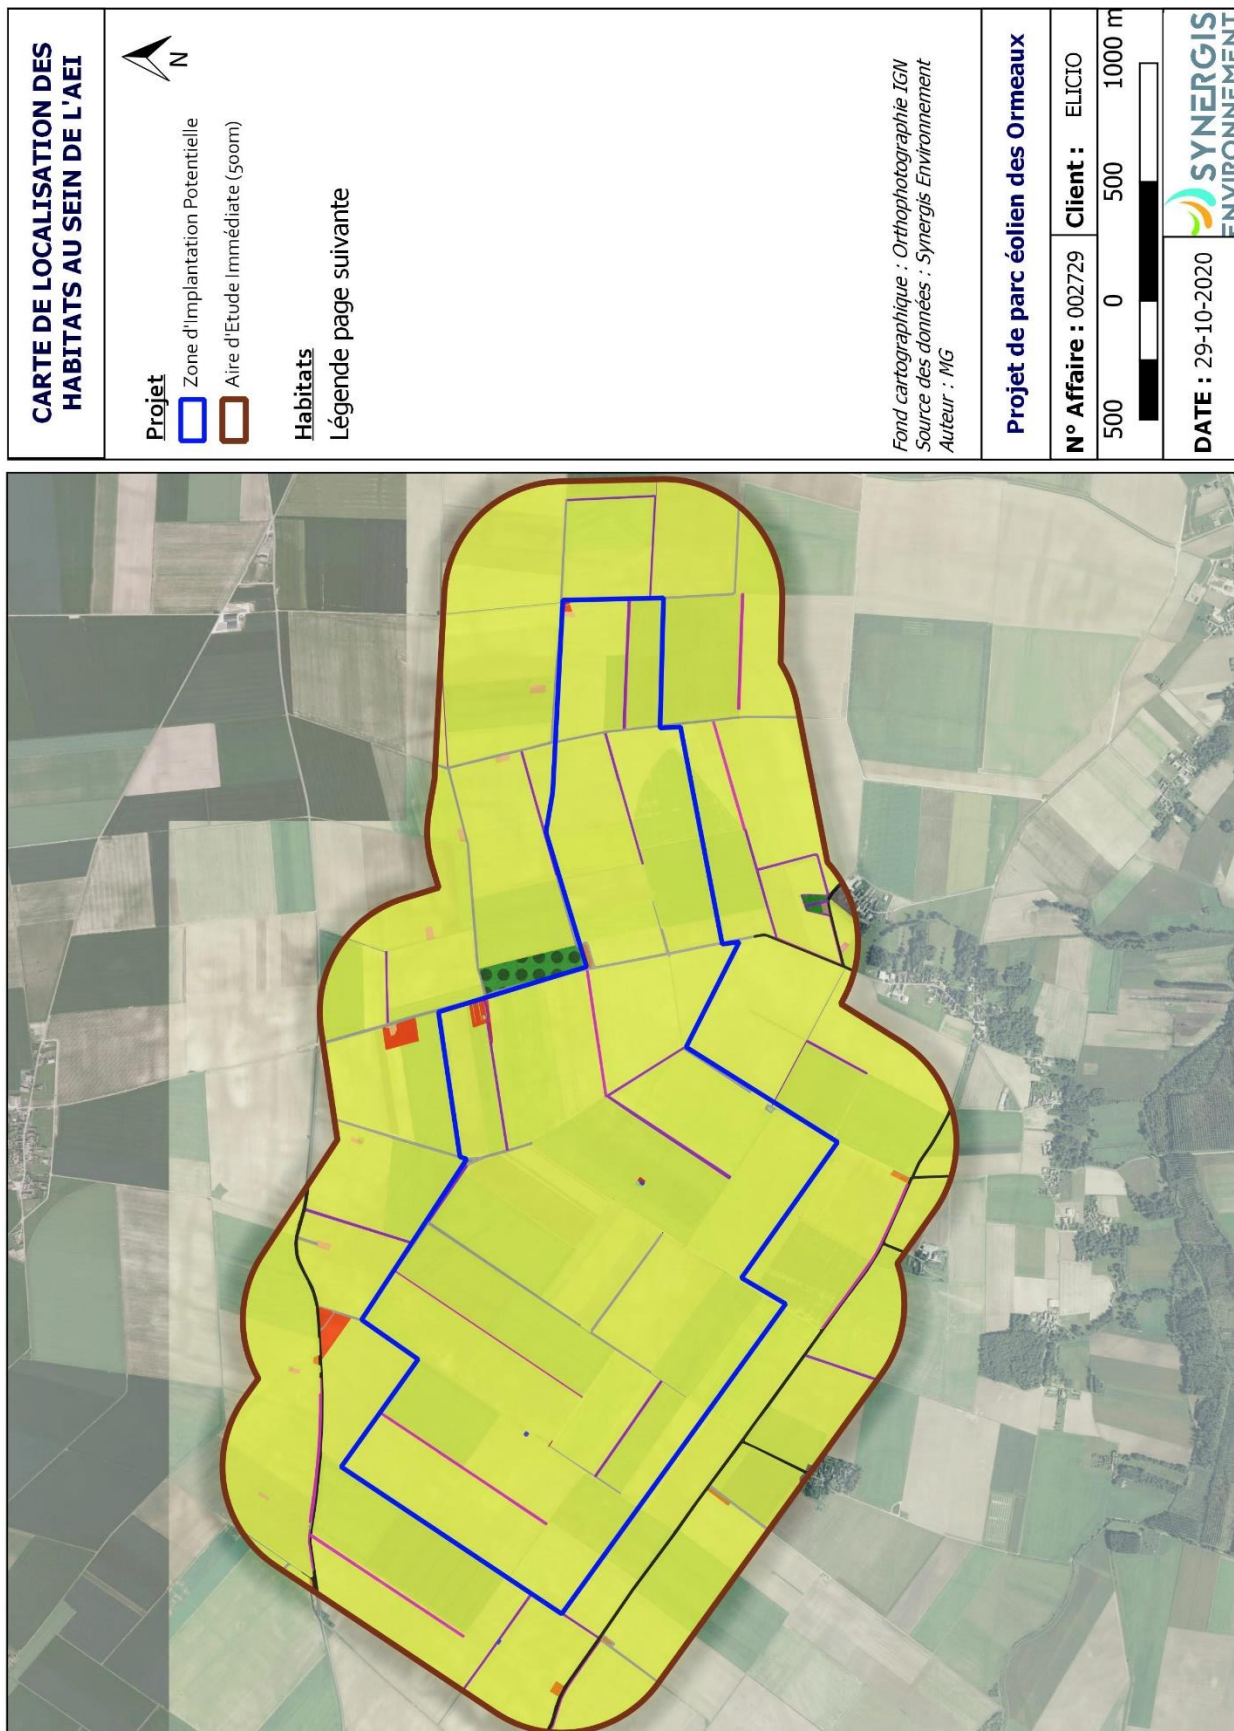 CARTE DE LOCALISATION DES
HABITATS AU SEIN DE L'AEI
N
Projet
Zone d'Implantation Potentielle
Aire d'Etude Immédiate (500m)
Habitats
Légende page suivante
Fond cartographique : Orthophotographie IGN
Source des données : Synergis Environnement
Auteur : MG
Projet de parc éolien des Ormeaux
N° Affaire : 002729
Client : ELICIO
500 0 500 1000 m
DATE : 29-10-2020
SYNERGIS
ENVIRONNEMENT